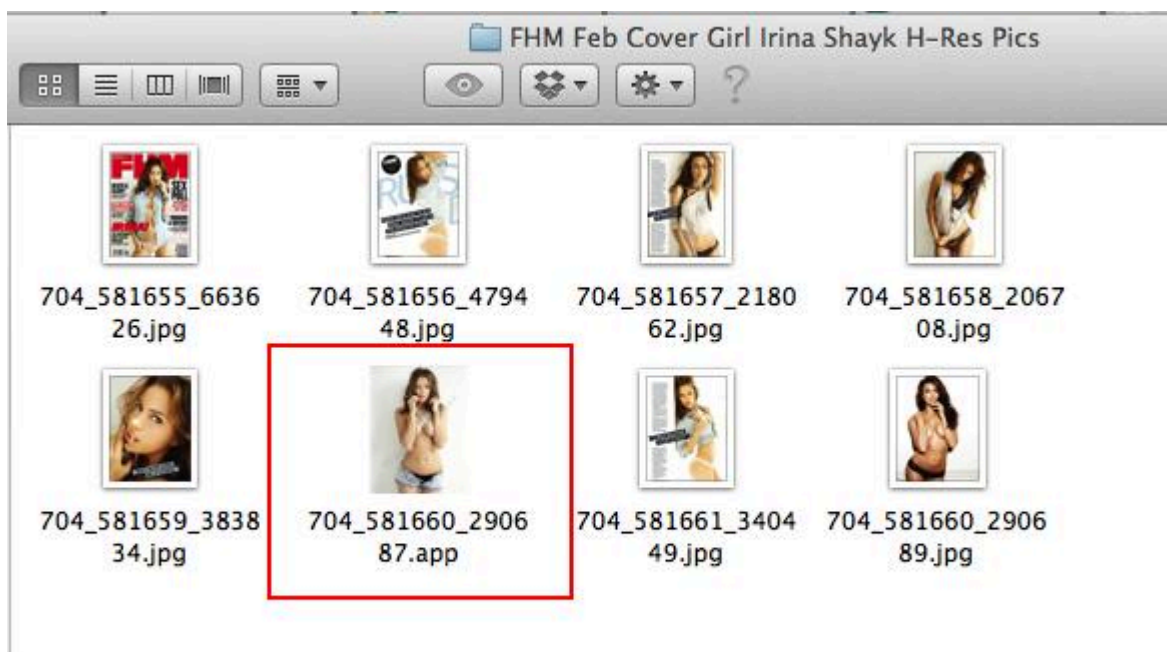 FHM Feb Cover Girl Irina Shayk H-Res Pics
?
FHM
704_581655_6636
26.jpg
704_581656_4794
48.jpg
704_581657_2180
62.jpg
704_581658_2067
08.jpg
704_581659_3838
34.jpg
704_581660_2906
87.app
704_581661_3404
49.jpg
704_581660_2906
89.jpg